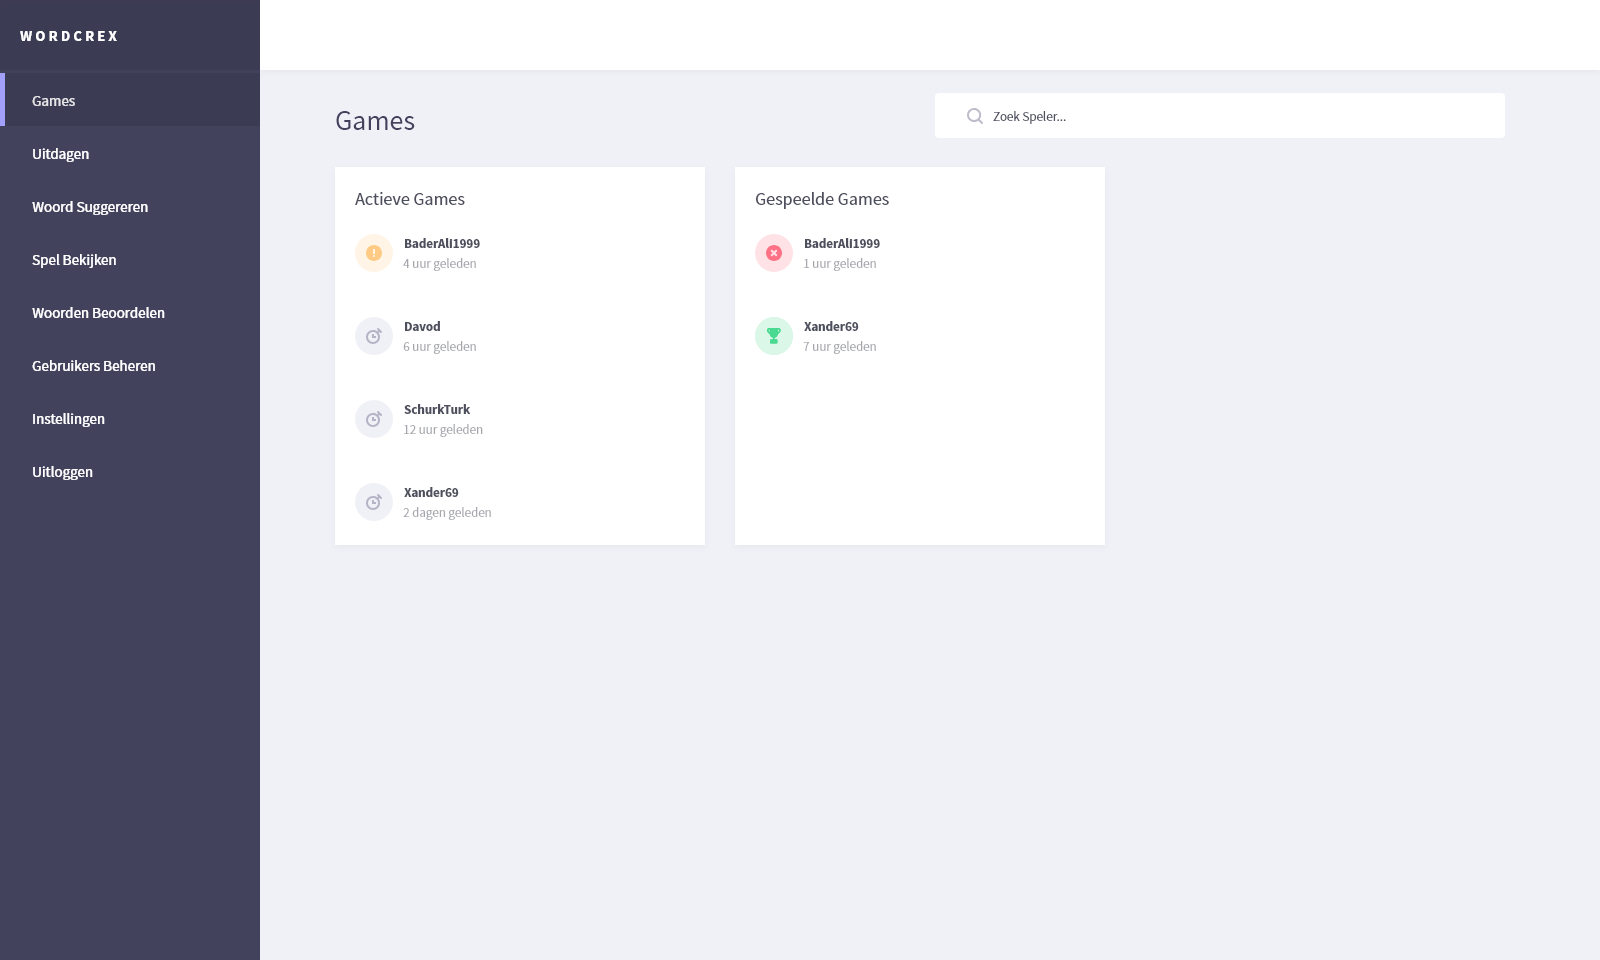 WORDCREX
Games
Uitdagen
Woord Suggereren
Spel Bekijken
Woorden Beoordelen
Gebruikers Beheren
Instellingen
Uitloggen
Games
Zoek Speler...
Actieve Games
BaderAli1999
4 uur geleden
Davod
6 uur geleden
SchurkTurk
12 uur geleden
Xander69
2 dagen geleden
Gespeelde Games
BaderAli1999
1 uur geleden
Xander69
7 uur geleden